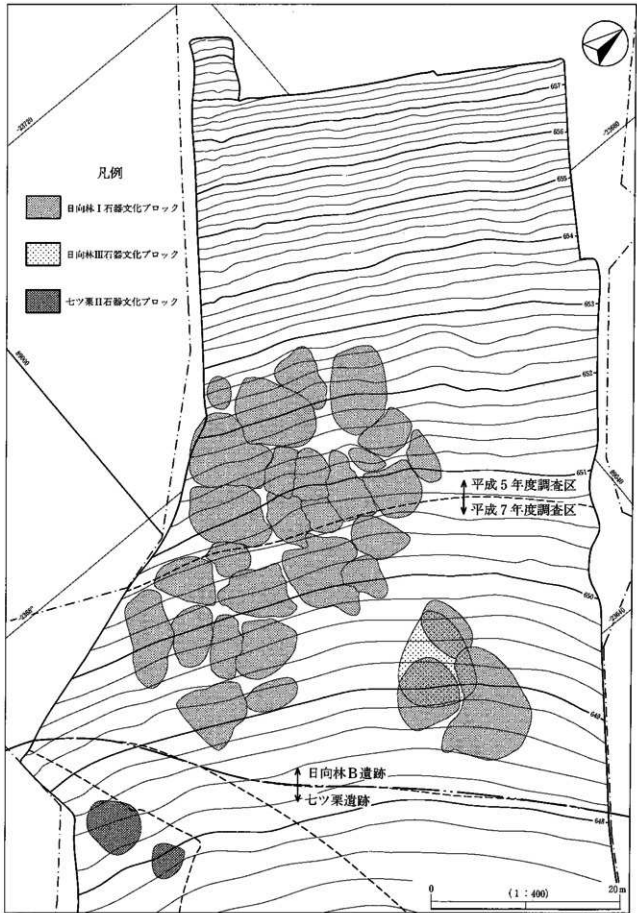 凡例
日向林Ⅰ石器文化ブロック
日向林Ⅲ石器文化ブロック
七ツ栗Ⅱ石器文化ブロック
657
656
655
654
653
652
651
平成5年度調査区
平成7年度調査区
650
649
日向林B遺跡
七ツ栗遺跡
648
-23720
89000
0
(1:400)
20m